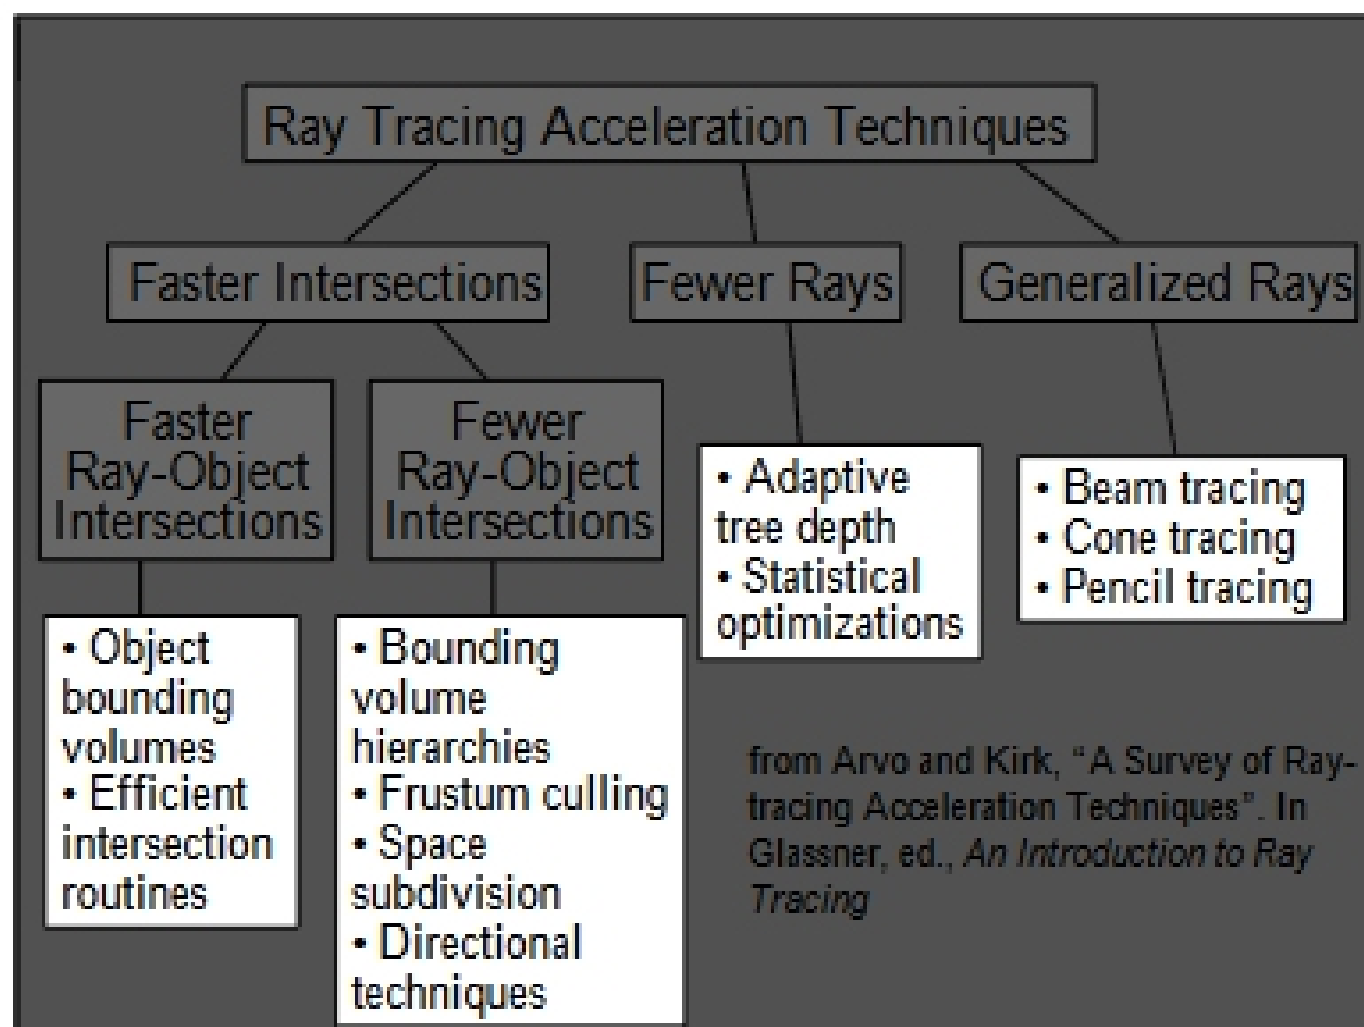 Ray Tracing Acceleration Techniques
Faster Intersections
Fewer Rays
Generalized Rays
Faster
Ray-Object
Intersections
Fewer
Ray-Object
Intersections
• Adaptive
tree depth
• Statistical
optimizations
• Beam tracing
• Cone tracing
• Pencil tracing
• Object
bounding
volumes
• Efficient
intersection
routines
• Bounding
volume
hierarchies
• Frustum culling
• Space
subdivision
• Directional
techniques
from Arvo and Kirk, “A Survey of Ray-
tracing Acceleration Techniques”. In
Glassner, ed., An Introduction to Ray
Tracing